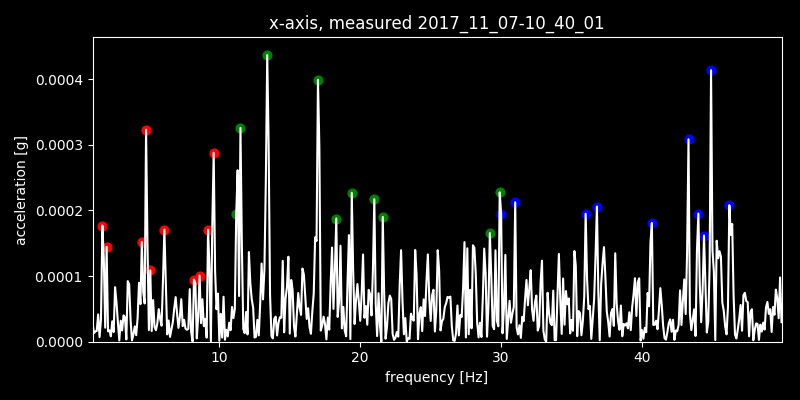 x-axis, measured 2017_11_07-10_40_01
acceleration [g]
0.0004
0.0003
0.0002
0.0001
0.0000
10 20 30 40
frequency [Hz]